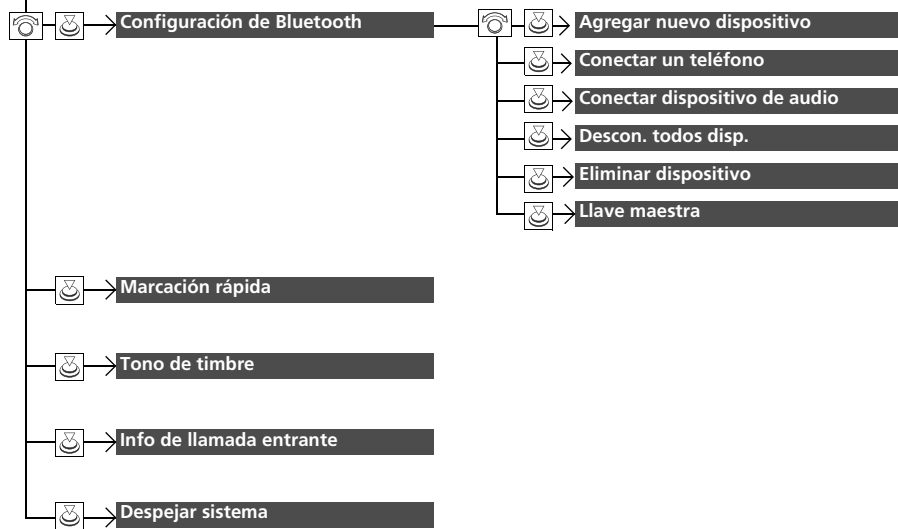 Configuración de Bluetooth
Agregar nuevo dispositivo
Conectar un teléfono
Conectar dispositivo de audio
Descon. todos disp.
Eliminar dispositivo
Llave maestra
Marcación rápida
Tono de timbre
Info de llamada entrante
Despejar sistema